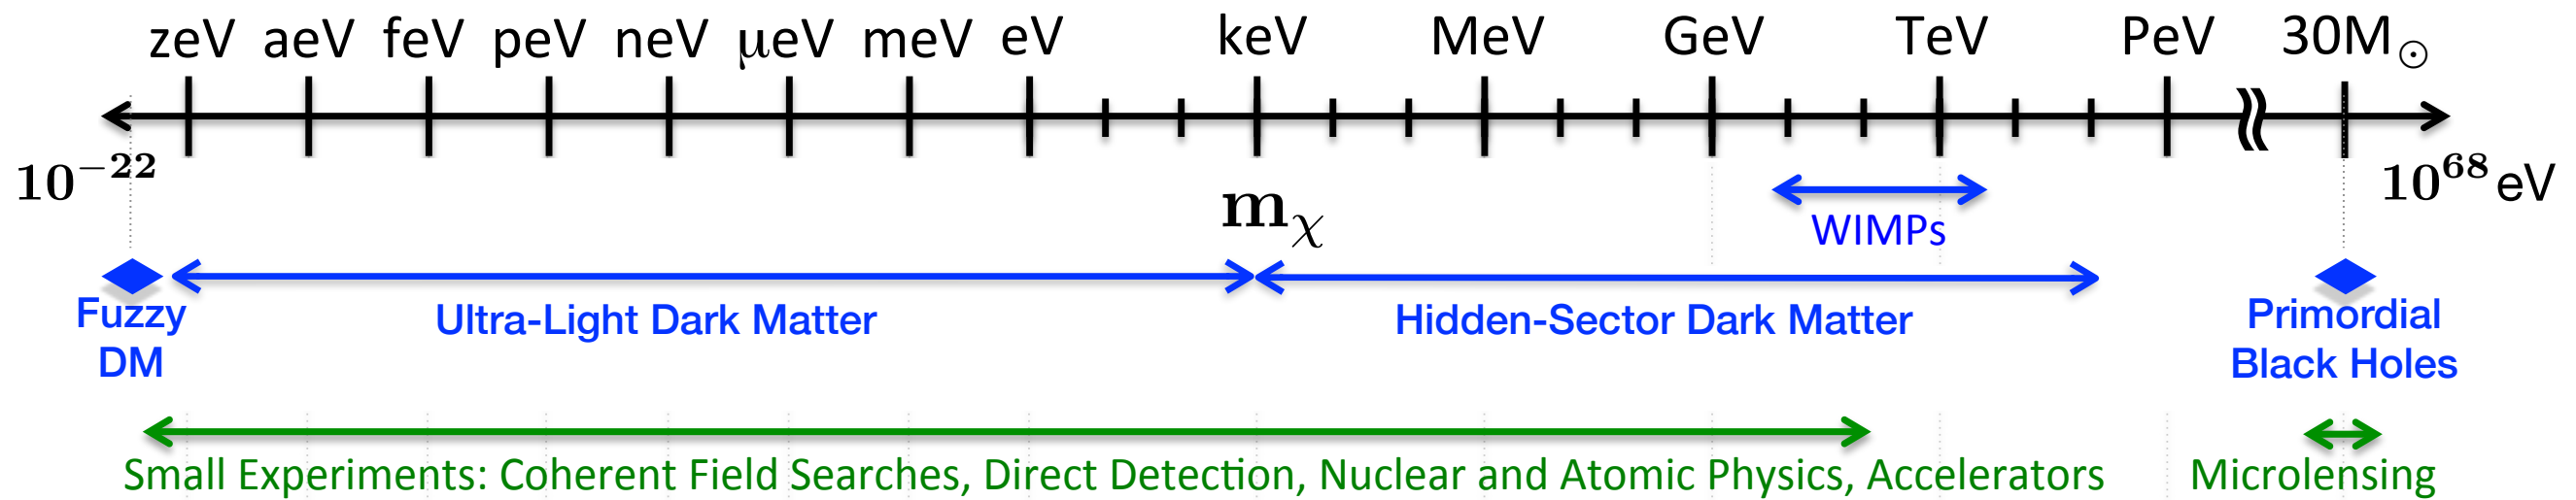 zeV aeV feV peV neV μeV meV eV keV MeV GeV TeV PeV 30M☉
10⁻²² 10⁶⁸ eV
m_χ
WIMPs
Fuzzy DM
Ultra-Light Dark Matter
Hidden-Sector Dark Matter
Primordial
Black Holes
Small Experiments: Coherent Field Searches, Direct Detection, Nuclear and Atomic Physics, Accelerators
Microlensing